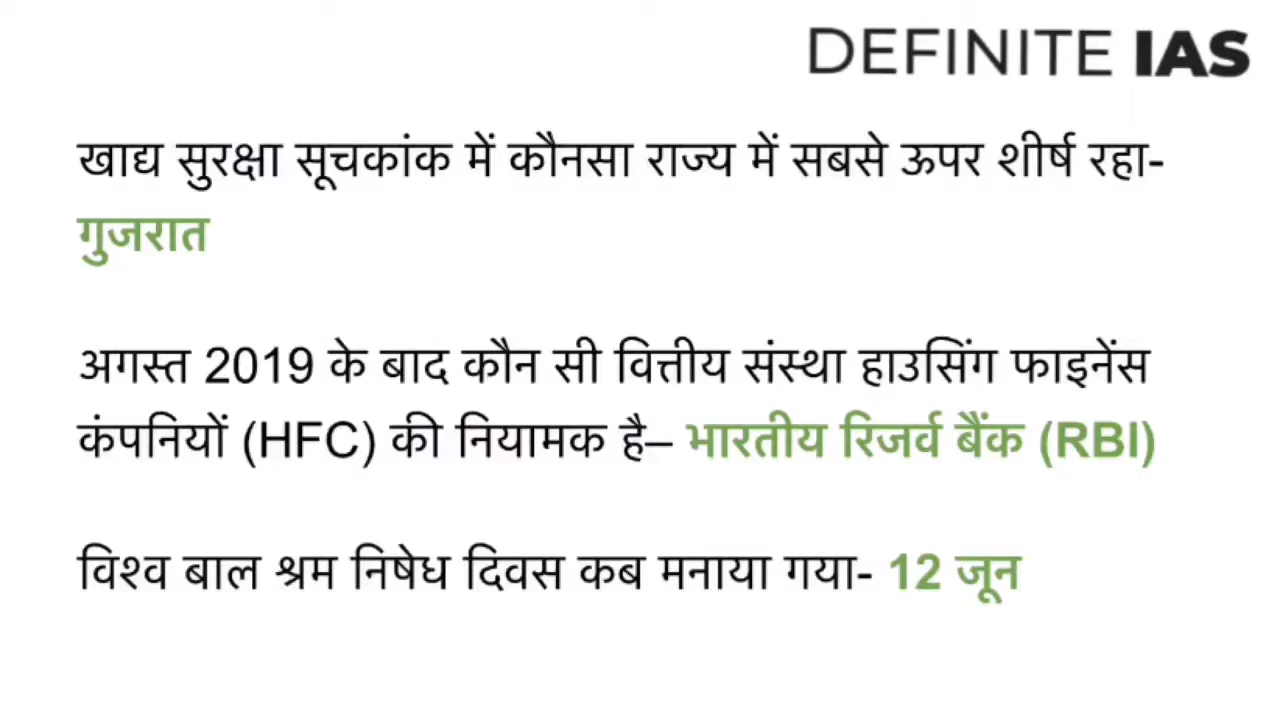 DEFINITE IAS
खाद्य सुरक्षा सूचकांक में कौनसा राज्य में सबसे ऊपर शीर्ष रहा-
गुजरात
अगस्त 2019 के बाद कौन सी वित्तीय संस्था हाउसिंग फाइनेंस
कंपनियों (HFC) की नियामक है– भारतीय रिजर्व बैंक (RBI)
विश्व बाल श्रम निषेध दिवस कब मनाया गया- 12 जून